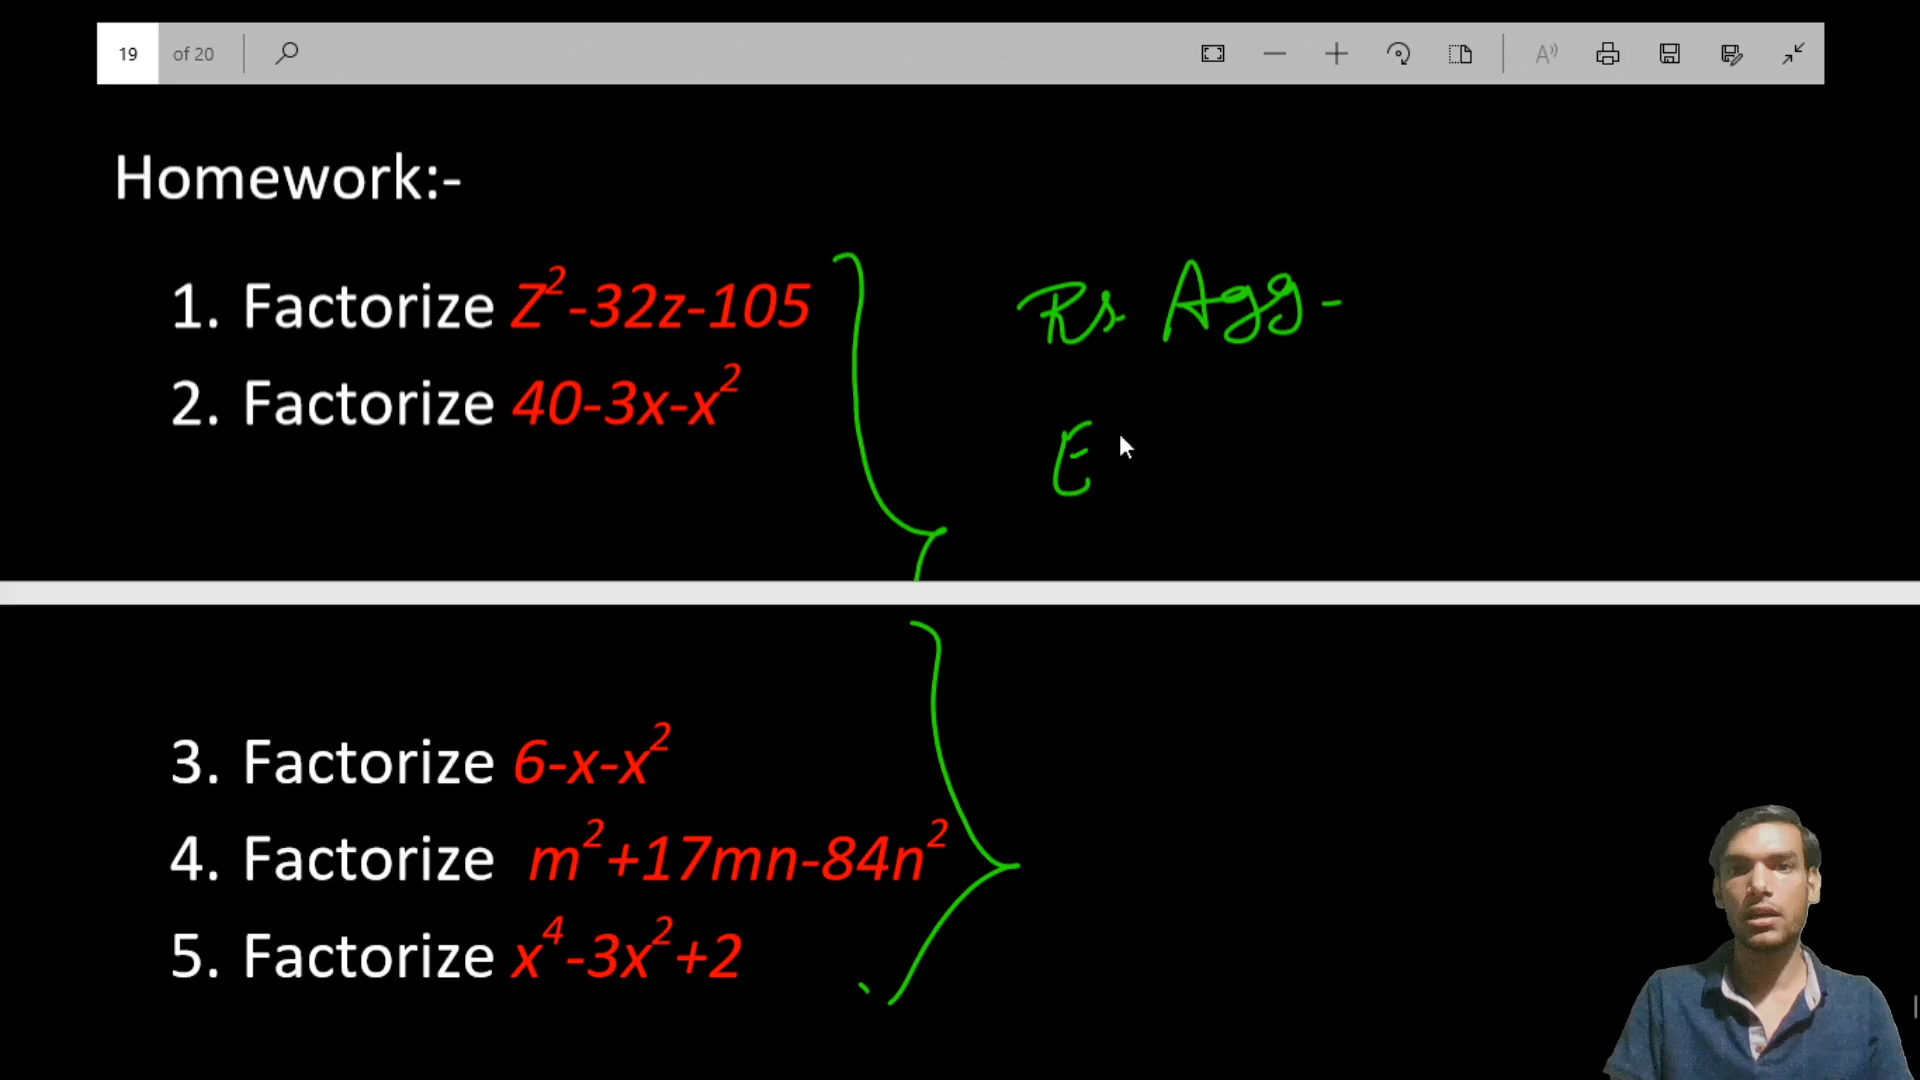 19 of 20
Homework:-
1. Factorize Z²-32z-105
Rs Agg-
2. Factorize 40-3x-x²
E
3. Factorize 6-x-x²
4. Factorize m²+17mn-84n²
5. Factorize x⁴-3x²+2